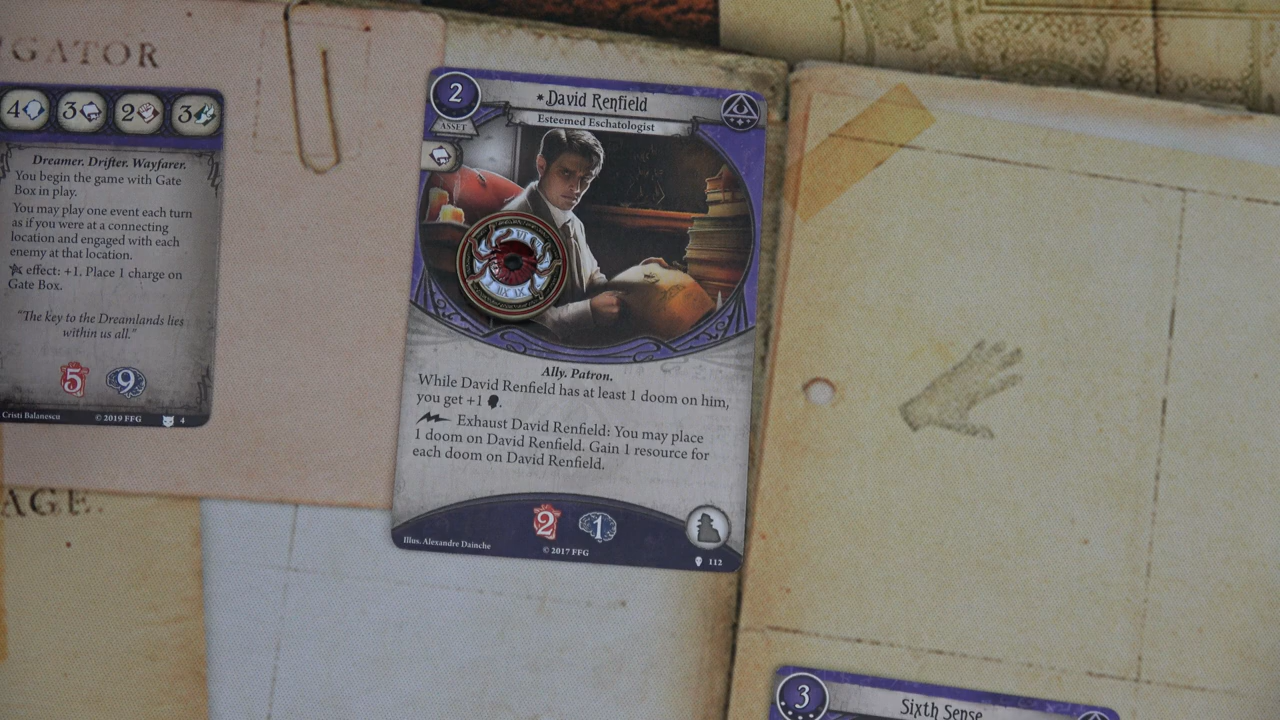 GATOR
4 3 2 3
Dreamer. Drifter. Wayfarer.
You begin the game with Gate
Box in play.
You may play one event each turn
as if you were at a connecting
location and engaged with each
enemy at that location.
effect: +1. Place 1 charge on
Gate Box.
"The key to the Dreamlands lies
within us all."
5 9
Cristi Balanescu © 2019 FFG 4
AGE.
2
ASSET
David Renfield
Esteemed Eschatologist
Ally. Patron.
While David Renfield has at least 1 doom on him,
you get +1 .
Exhaust David Renfield: You may place
1 doom on David Renfield. Gain 1 resource for
each doom on David Renfield.
2 1
Illus. Alexandre Dainche © 2017 FFG 112
3
Sixth Sense